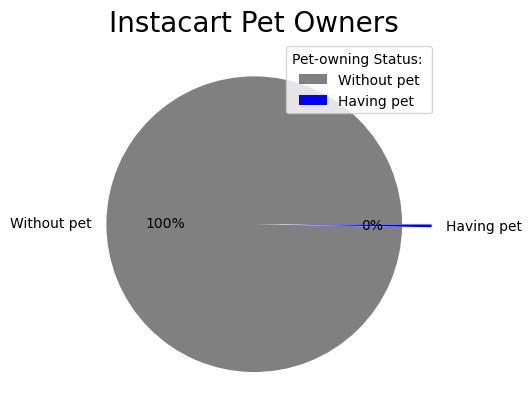 Instacart Pet Owners
Pet-owning Status:
Without pet
Having pet
Without pet
100%
0%
Having pet